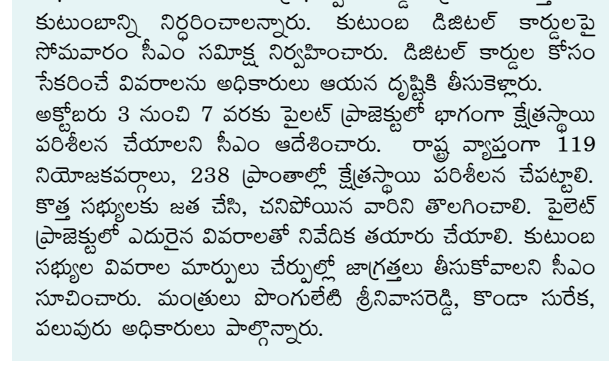 కుటుంబాన్ని నిర్ధరించాలన్నారు. కుటుంబ డిజిటల్ కార్డులపై
సోమవారం సీఎం సమీక్ష నిర్వహించారు. డిజిటల్ కార్డుల కోసం
సేకరించే వివరాలను అధికారులు ఆయన దృష్టికి తీసుకెళ్లారు.
అక్టోబరు 3 నుంచి 7 వరకు పైలట్ ప్రాజెక్టులో భాగంగా క్షేత్రస్థాయి
పరిశీలన చేయాలని సీఎం ఆదేశించారు. రాష్ట్ర వ్యాప్తంగా 119
నియోజకవర్గాలు, 238 ప్రాంతాల్లో క్షేత్రస్థాయి పరిశీలన చేపట్టాలి.
కొత్త సభ్యులకు జత చేసి, చనిపోయిన వారిని తొలగించాలి. పైలెట్
ప్రాజెక్టులో ఎదురైన వివరాలతో నివేదిక తయారు చేయాలి. కుటుంబ
సభ్యుల వివరాల మార్పులు చేర్పుల్లో జాగ్రత్తలు తీసుకోవాలని సీఎం
సూచించారు. మంత్రులు పొంగులేటి శ్రీనివాసరెడ్డి, కొండా సురేక,
పలువురు అధికారులు పాల్గొన్నారు.